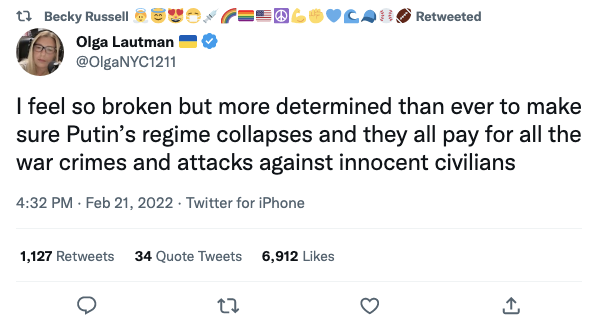 Becky Russell 🤷🏼‍♀️😇😍😷💉🌈🏳️‍🌈🇺🇸☮️💪✊💙🌊🧢⚾🏈 Retweeted
Olga Lautman 🇺🇦
@OlgaNYC1211
I feel so broken but more determined than ever to make
sure Putin’s regime collapses and they all pay for all the
war crimes and attacks against innocent civilians
4:32 PM · Feb 21, 2022 · Twitter for iPhone
1,127 Retweets 34 Quote Tweets 6,912 Likes